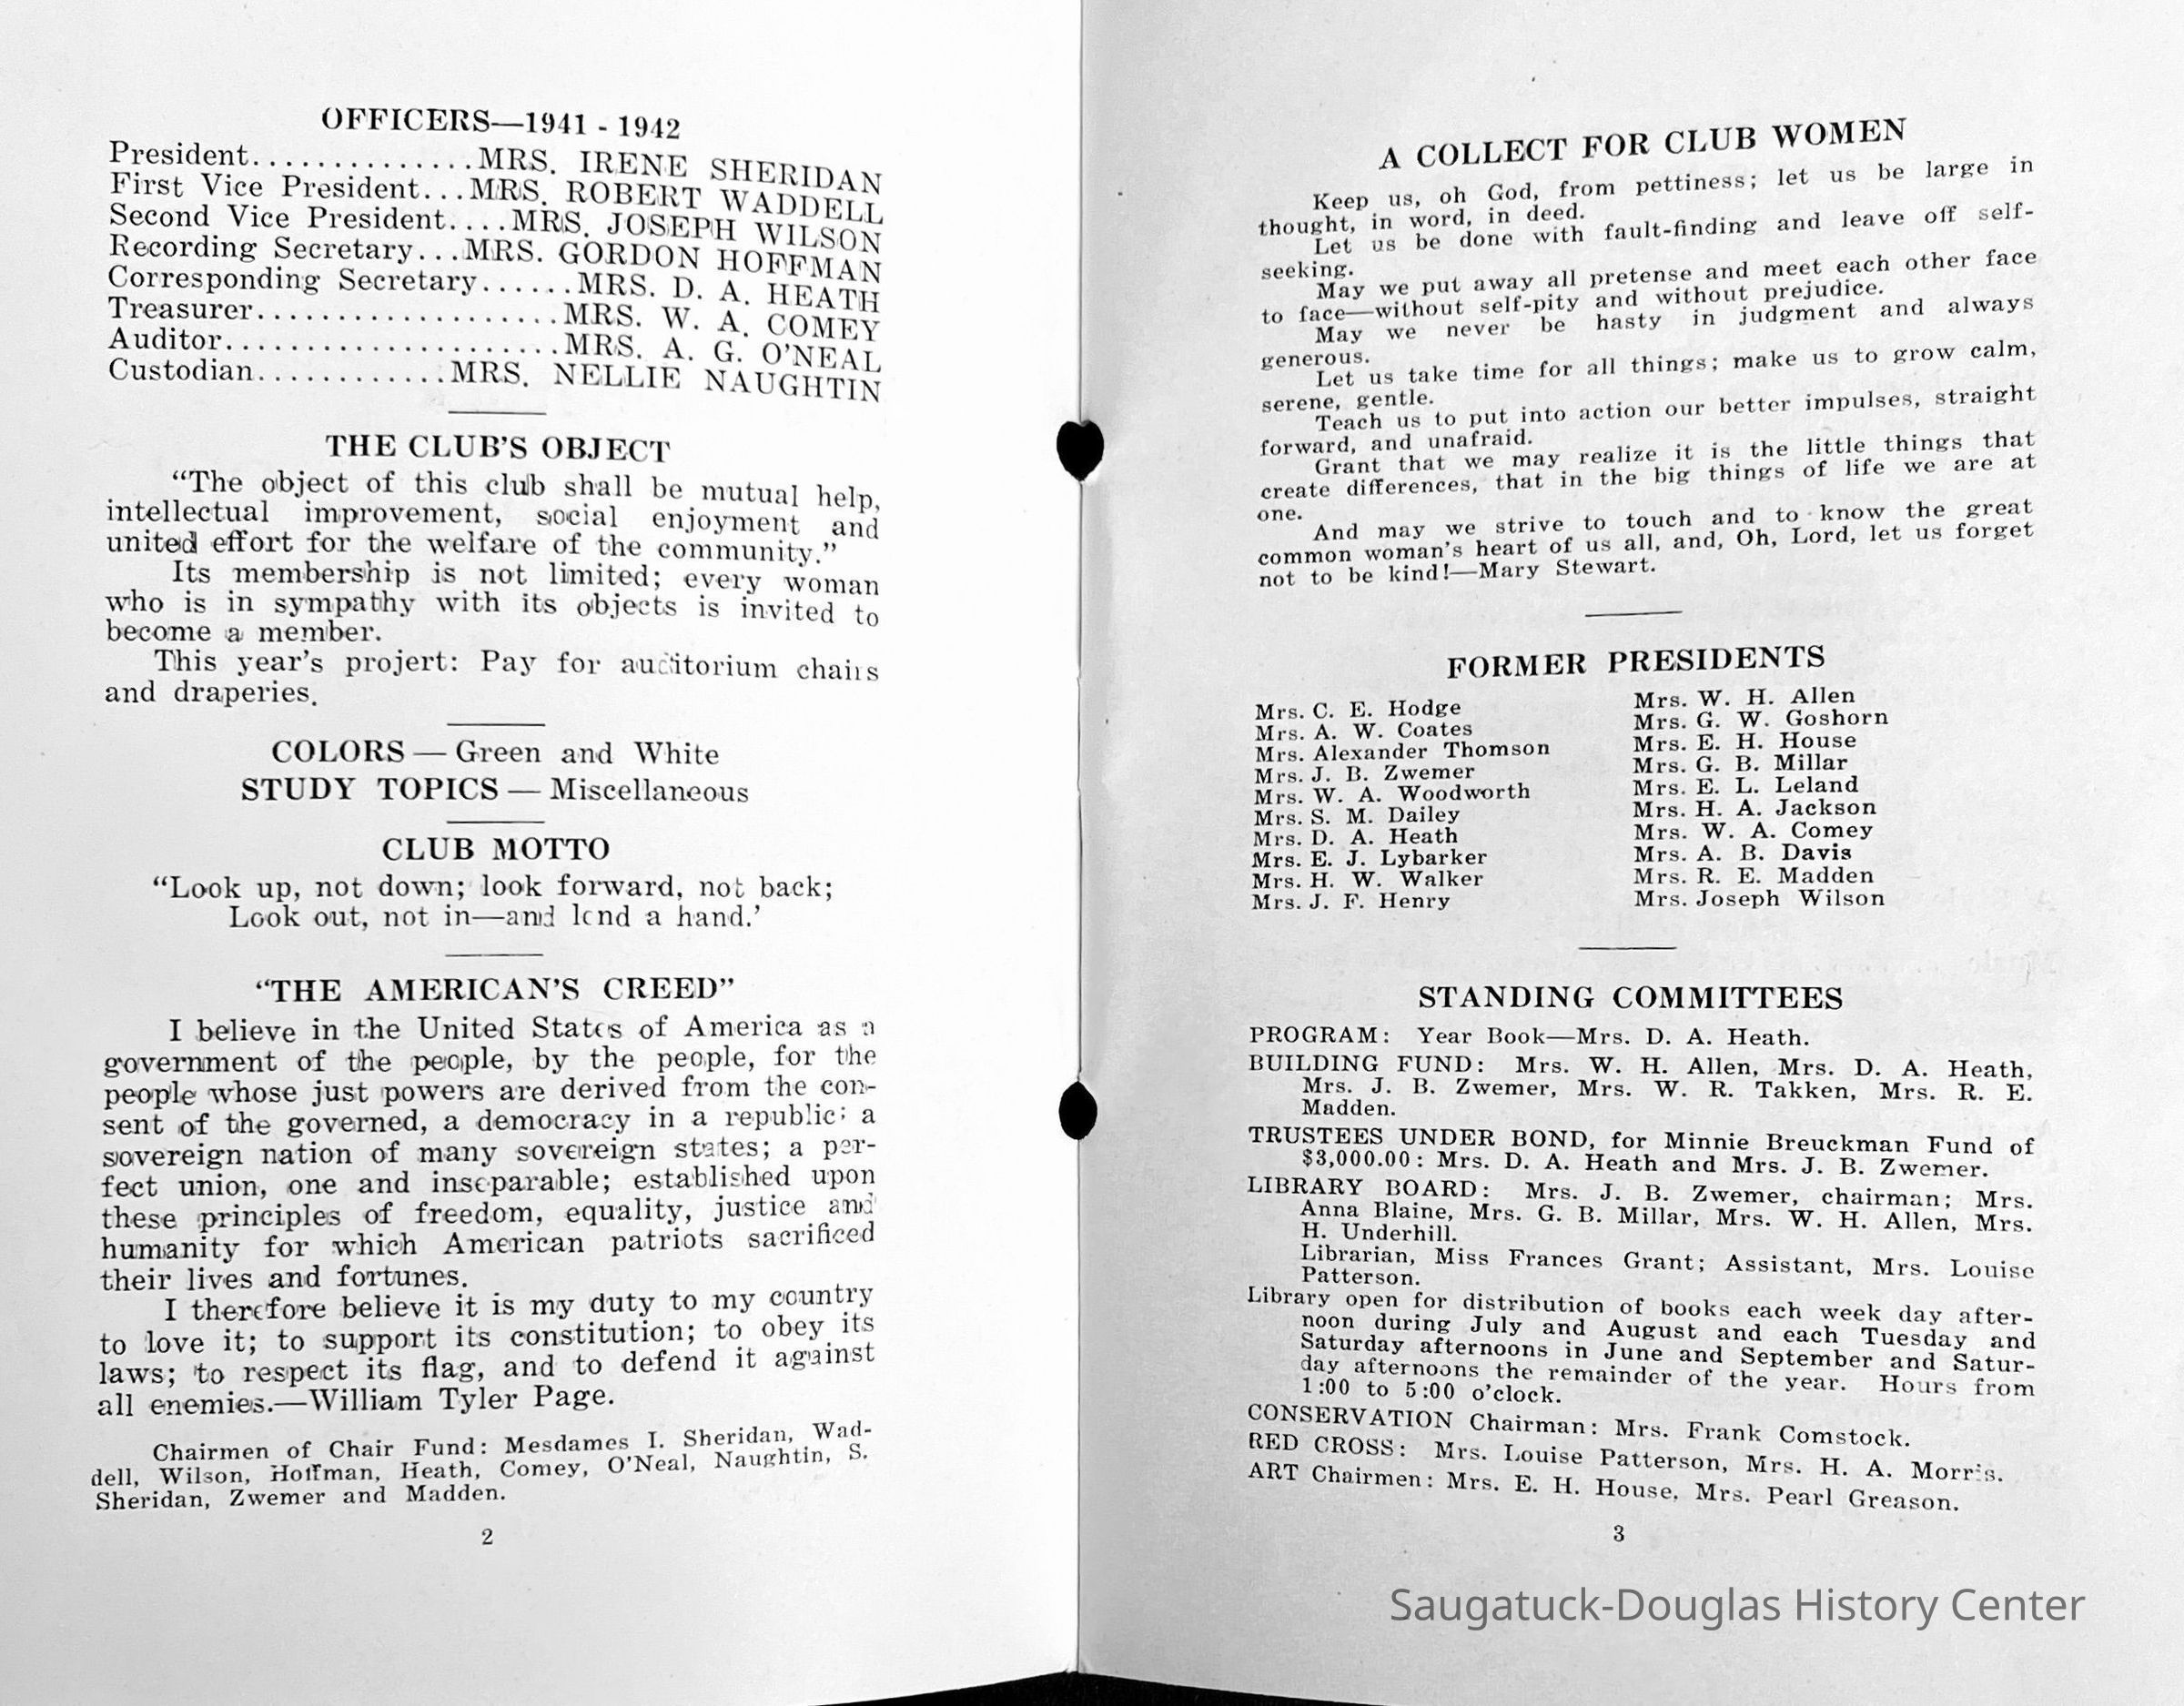 OFFICERS—1941 - 1942
President..............MRS. IRENE SHERIDAN
First Vice President...MRS. ROBERT WADDELL
Second Vice President....MRS. JOSEPH WILSON
Recording Secretary...MRS. GORDON HOFFMAN
Corresponding Secretary......MRS. D. A. HEATH
Treasurer...................MRS. W. A. COMEY
Auditor.....................MRS. A. G. O'NEAL
Custodian............MRS. NELLIE NAUGHTIN
THE CLUB'S OBJECT
“The object of this club shall be mutual help,
intellectual improvement, social enjoyment and
united effort for the welfare of the community.”
Its membership is not limited; every woman
who is in sympathy with its objects is invited to
become a member.
This year's projert: Pay for auditorium chairs
and draperies.
COLORS — Green and White
STUDY TOPICS — Miscellaneous
CLUB MOTTO
“Look up, not down; look forward, not back;
Look out, not in—and lend a hand.'
“THE AMERICAN'S CREED”
I believe in the United States of America as a
government of the people, by the people, for the
people whose just powers are derived from the con-
sent of the governed, a democracy in a republic; a
sovereign nation of many sovereign states; a per-
fect union, one and inseparable; established upon
these principles of freedom, equality, justice and
humanity for which American patriots sacrificed
their lives and fortunes.
I therefore believe it is my duty to my country
to love it; to support its constitution; to obey its
laws; to respect its flag, and to defend it against
all enemies.—William Tyler Page.
Chairmen of Chair Fund: Mesdames I. Sheridan, Wad-
dell, Wilson, Hoffman, Heath, Comey, O'Neal, Naughtin, S.
Sheridan, Zwemer and Madden.
2
A COLLECT FOR CLUB WOMEN
Keep us, oh God, from pettiness; let us be large in
thought, in word, in deed.
Let us be done with fault-finding and leave off self-
seeking.
May we put away all pretense and meet each other face
to face—without self-pity and without prejudice.
May we never be hasty in judgment and always
generous.
Let us take time for all things; make us to grow calm,
serene, gentle.
Teach us to put into action our better impulses, straight
forward, and unafraid.
Grant that we may realize it is the little things that
create differences, that in the big things of life we are at
one.
And may we strive to touch and to know the great
common woman's heart of us all, and, Oh, Lord, let us forget
not to be kind!—Mary Stewart.
FORMER PRESIDENTS
Mrs. C. E. Hodge
Mrs. A. W. Coates
Mrs. Alexander Thomson
Mrs. J. B. Zwemer
Mrs. W. A. Woodworth
Mrs. S. M. Dailey
Mrs. D. A. Heath
Mrs. E. J. Lybarker
Mrs. H. W. Walker
Mrs. J. F. Henry
Mrs. W. H. Allen
Mrs. G. W. Goshorn
Mrs. E. H. House
Mrs. G. B. Millar
Mrs. E. L. Leland
Mrs. H. A. Jackson
Mrs. W. A. Comey
Mrs. A. B. Davis
Mrs. R. E. Madden
Mrs. Joseph Wilson
STANDING COMMITTEES
PROGRAM: Year Book—Mrs. D. A. Heath.
BUILDING FUND: Mrs. W. H. Allen, Mrs. D. A. Heath,
Mrs. J. B. Zwemer, Mrs. W. R. Takken, Mrs. R. E.
Madden.
TRUSTEES UNDER BOND, for Minnie Breuckman Fund of
$3,000.00: Mrs. D. A. Heath and Mrs. J. B. Zwemer.
LIBRARY BOARD: Mrs. J. B. Zwemer, chairman; Mrs.
Anna Blaine, Mrs. G. B. Millar, Mrs. W. H. Allen, Mrs.
H. Underhill.
Librarian, Miss Frances Grant; Assistant, Mrs. Louise
Patterson.
Library open for distribution of books each week day after-
noon during July and August and each Tuesday and
Saturday afternoons in June and September and Satur-
day afternoons the remainder of the year. Hours from
1:00 to 5:00 o'clock.
CONSERVATION Chairman: Mrs. Frank Comstock.
RED CROSS: Mrs. Louise Patterson, Mrs. H. A. Morris.
ART Chairmen: Mrs. E. H. House, Mrs. Pearl Greason.
3
Saugatuck-Douglas History Center